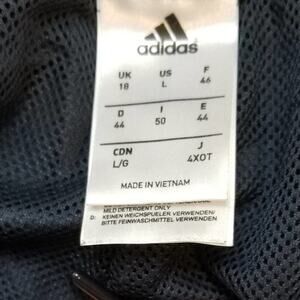 adidas
UK US F
18 L 46
D I E
44 50 44
CDN J
L/G 4XOT
MADE IN VIETNAM
MILD DETERGENT ONLY
D: KEINEN WEICHSPUELER VERWENDEN/
BITTE FEINWASCHMITTEL VERWENDEN